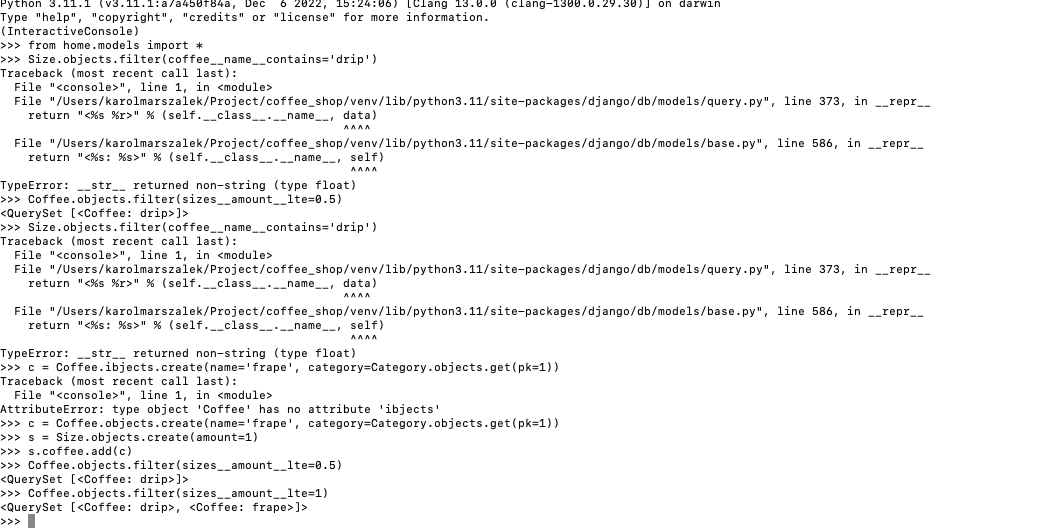 Python 3.11.1 (v3.11.1:a7a450f84a, Dec  6 2022, 15:24:06) [Clang 13.0.0 (clang-1300.0.29.30)] on darwin
Type "help", "copyright", "credits" or "license" for more information.
(InteractiveConsole)
>>> from home.models import *
>>> Size.objects.filter(coffee__name__contains='drip')
Traceback (most recent call last):
  File "<console>", line 1, in <module>
  File "/Users/karolmarszalek/Project/coffee_shop/venv/lib/python3.11/site-packages/django/db/models/query.py", line 373, in __repr__
    return "<%s %r>" % (self.__class__.__name__, data)
                                                 ^^^^
  File "/Users/karolmarszalek/Project/coffee_shop/venv/lib/python3.11/site-packages/django/db/models/base.py", line 586, in __repr__
    return "<%s: %s>" % (self.__class__.__name__, self)
                                                  ^^^^
TypeError: __str__ returned non-string (type float)
>>> Coffee.objects.filter(sizes__amount__lte=0.5)
<QuerySet [<Coffee: drip>]>
>>> Size.objects.filter(coffee__name__contains='drip')
Traceback (most recent call last):
  File "<console>", line 1, in <module>
  File "/Users/karolmarszalek/Project/coffee_shop/venv/lib/python3.11/site-packages/django/db/models/query.py", line 373, in __repr__
    return "<%s %r>" % (self.__class__.__name__, data)
                                                 ^^^^
  File "/Users/karolmarszalek/Project/coffee_shop/venv/lib/python3.11/site-packages/django/db/models/base.py", line 586, in __repr__
    return "<%s: %s>" % (self.__class__.__name__, self)
                                                  ^^^^
TypeError: __str__ returned non-string (type float)
>>> c = Coffee.ibjects.create(name='frape', category=Category.objects.get(pk=1))
Traceback (most recent call last):
  File "<console>", line 1, in <module>
AttributeError: type object 'Coffee' has no attribute 'ibjects'
>>> c = Coffee.objects.create(name='frape', category=Category.objects.get(pk=1))
>>> s = Size.objects.create(amount=1)
>>> s.coffee.add(c)
>>> Coffee.objects.filter(sizes__amount__lte=0.5)
<QuerySet [<Coffee: drip>]>
>>> Coffee.objects.filter(sizes__amount__lte=1)
<QuerySet [<Coffee: drip>, <Coffee: frape>]>
>>>